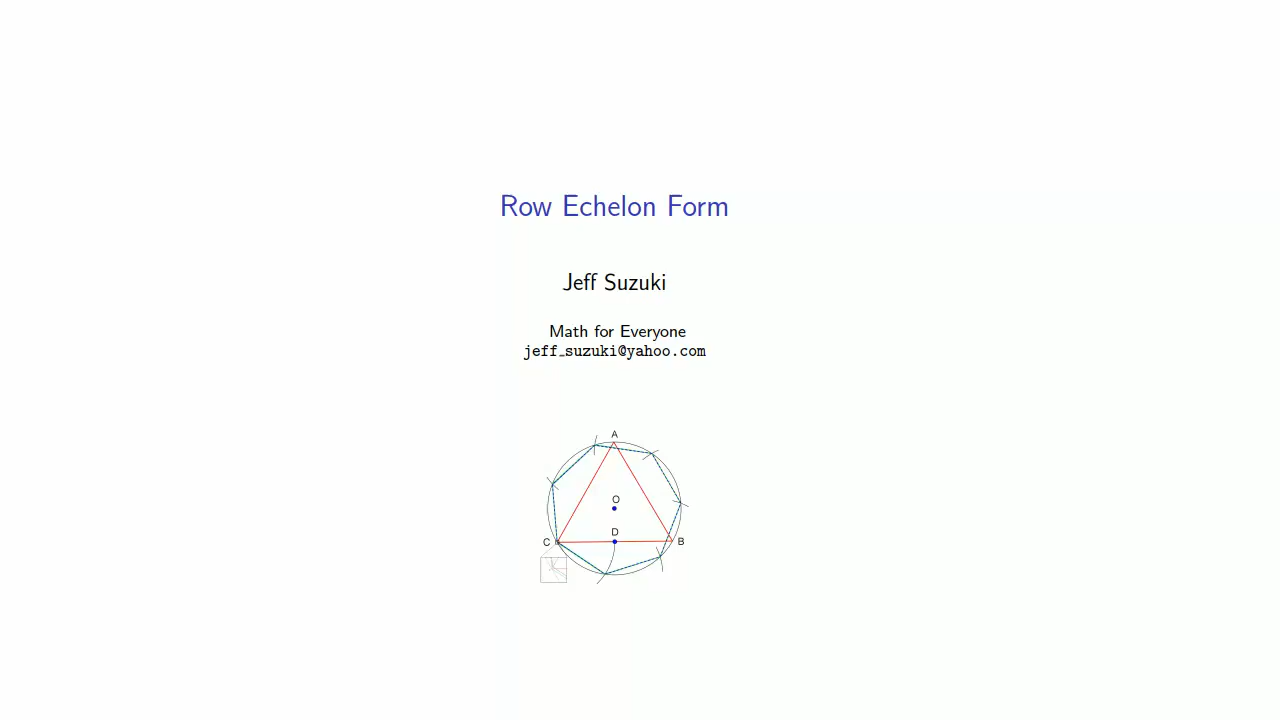 Row Echelon Form
Jeff Suzuki
Math for Everyone
jeff_suzuki@yahoo.com
A
O
D
C
B